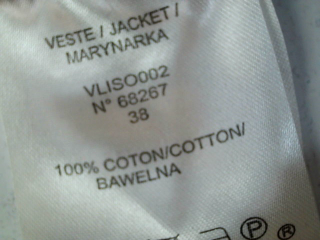 VESTE / JACKET /
MARYNARKA
VLISO002
N° 68267
38
100% COTON/COTTON/
BAWELNA
P ®